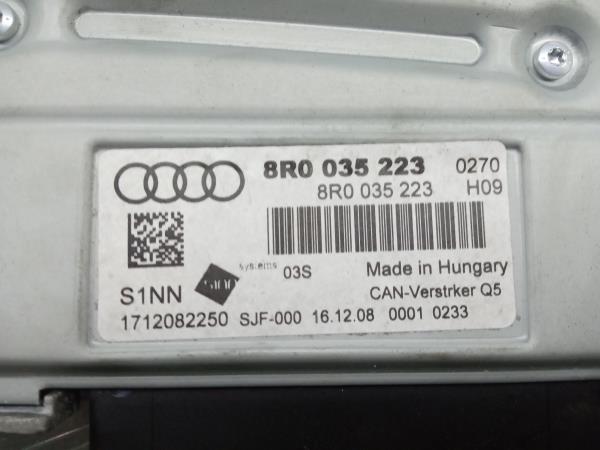 8R0 035 223 0270
8R0 035 223 H09
systems 03S
Made in Hungary
S1NN
CAN-Verstrker Q5
1712082250 SJF-000 16.12.08 0001 0233